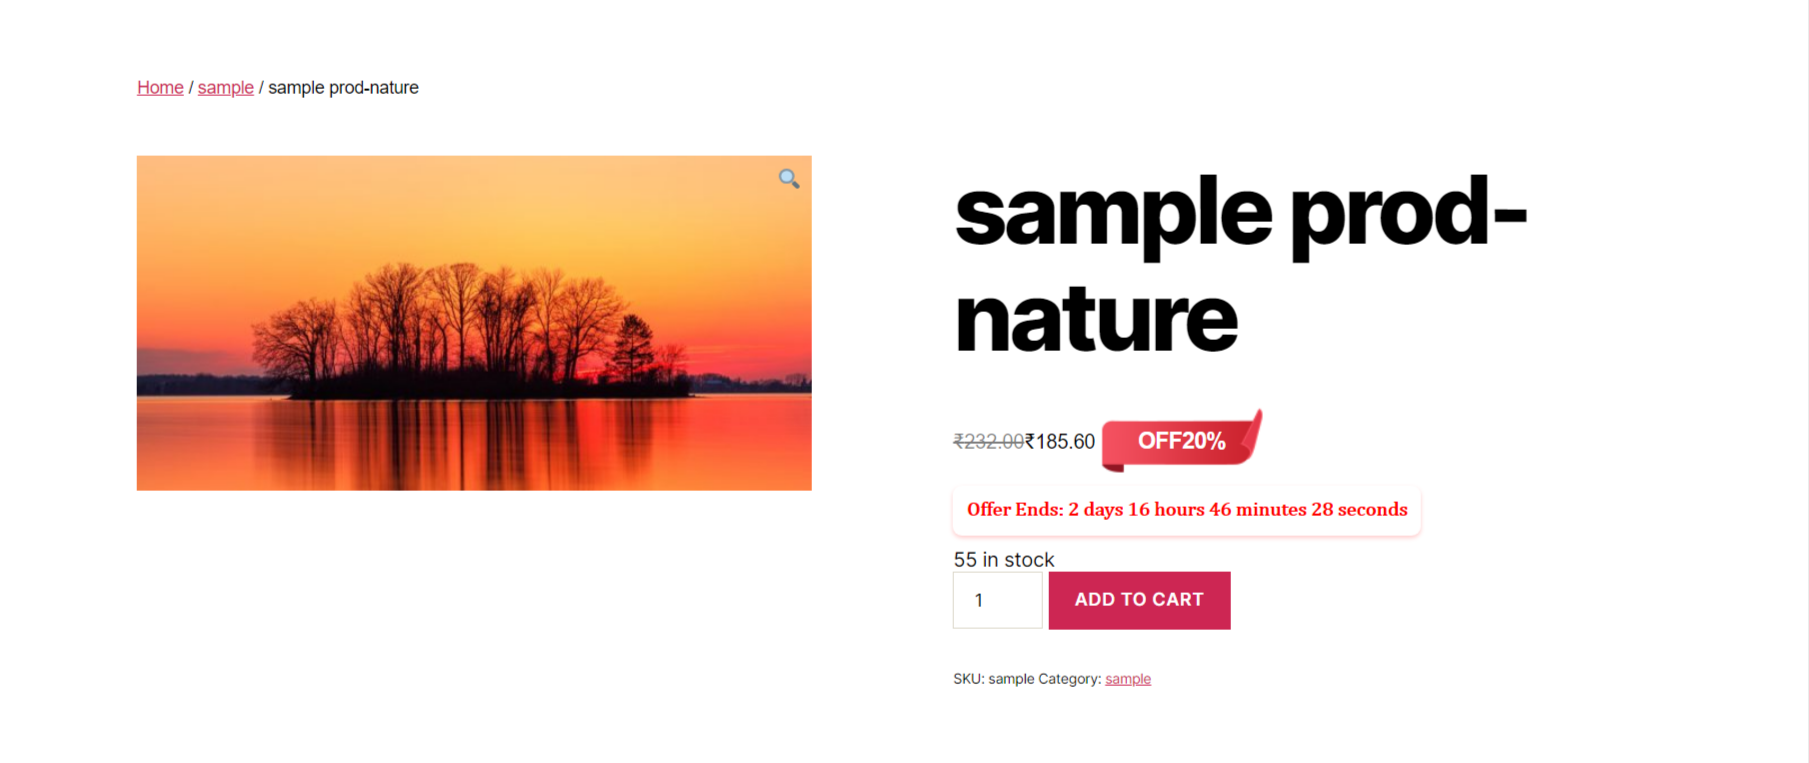 Home / sample / sample prod-nature
sample prod-
nature
₹232.00₹185.60 OFF20%
Offer Ends: 2 days 16 hours 46 minutes 28 seconds
55 in stock
1 ADD TO CART
SKU: sample Category: sample